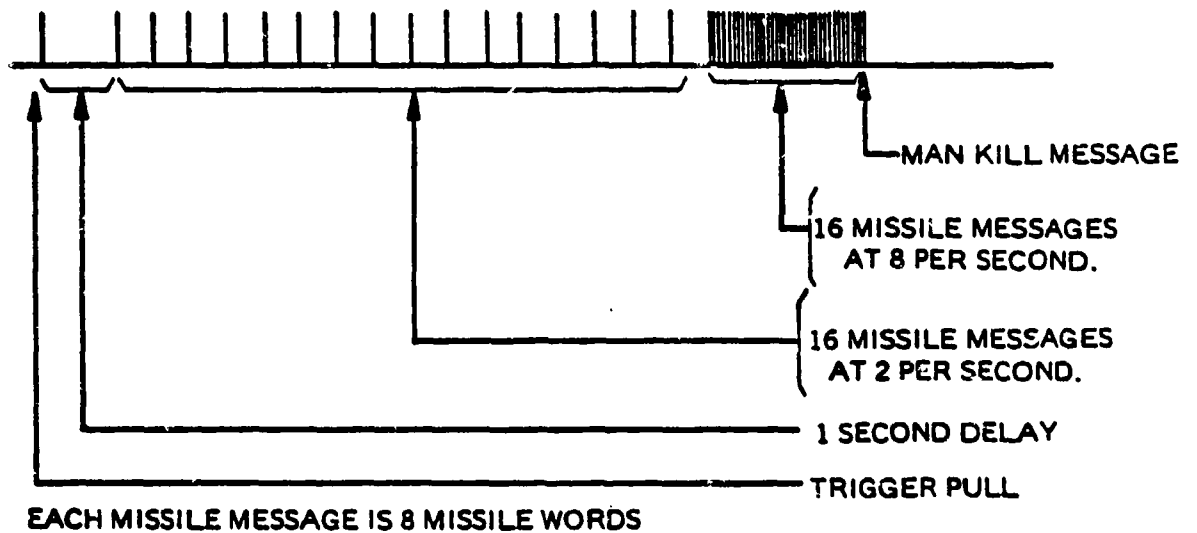 MAN KILL MESSAGE
16 MISSILE MESSAGES
AT 8 PER SECOND.
16 MISSILE MESSAGES
AT 2 PER SECOND.
1 SECOND DELAY
TRIGGER PULL
EACH MISSILE MESSAGE IS 8 MISSILE WORDS